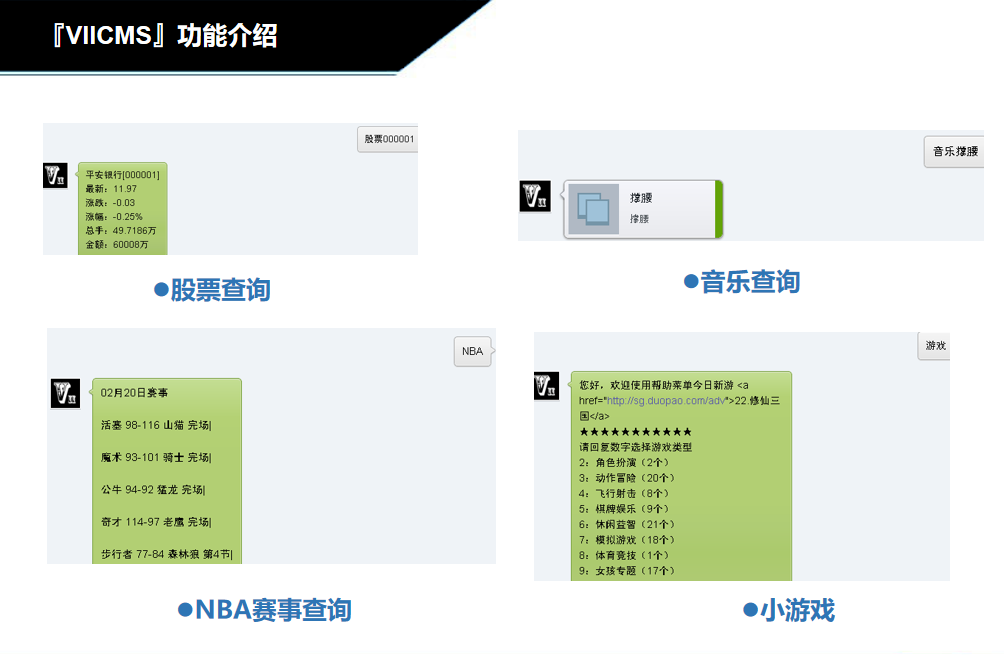 『VIICMS』功能介绍
股票000001
平安银行[000001]
最新：11.97
涨跌：-0.03
涨幅：-0.25%
总手：49.7186万
金额：60008万
●股票查询
音乐撑腰
撑腰
撑腰
●音乐查询
NBA
02月20日赛事
活塞 98-116 山猫 完场|
魔术 93-101 骑士 完场|
公牛 94-92 猛龙 完场|
奇才 114-97 老鹰 完场|
步行者 77-84 森林狼 第4节|
●NBA赛事查询
游戏
您好，欢迎使用帮助菜单今日新游 <a
href="http://sg.duopao.com/adv">22.修仙三
国</a>
★★★★★★★★★★★
请回复数字选择游戏类型
2：角色扮演（2个）
3：动作冒险（20个）
4：飞行射击（8个）
5：棋牌娱乐（9个）
6：休闲益智（21个）
7：模拟游戏（18个）
8：体育竞技（1个）
9：女孩专题（17个）
●小游戏